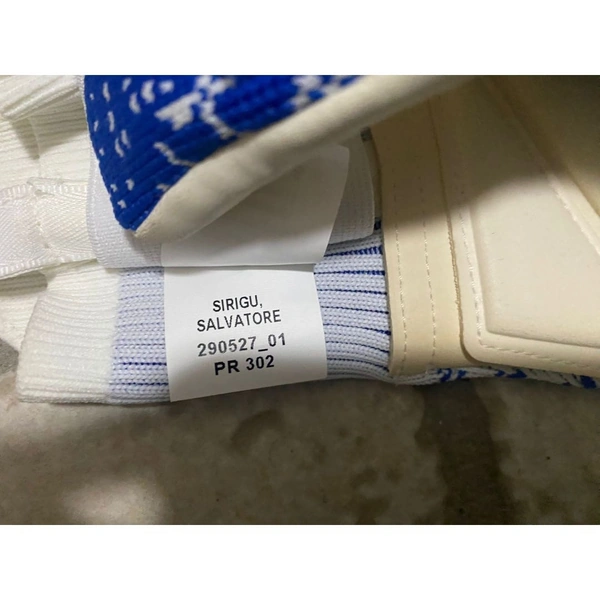 SIRIGU,
SALVATORE
290527_01
PR 302